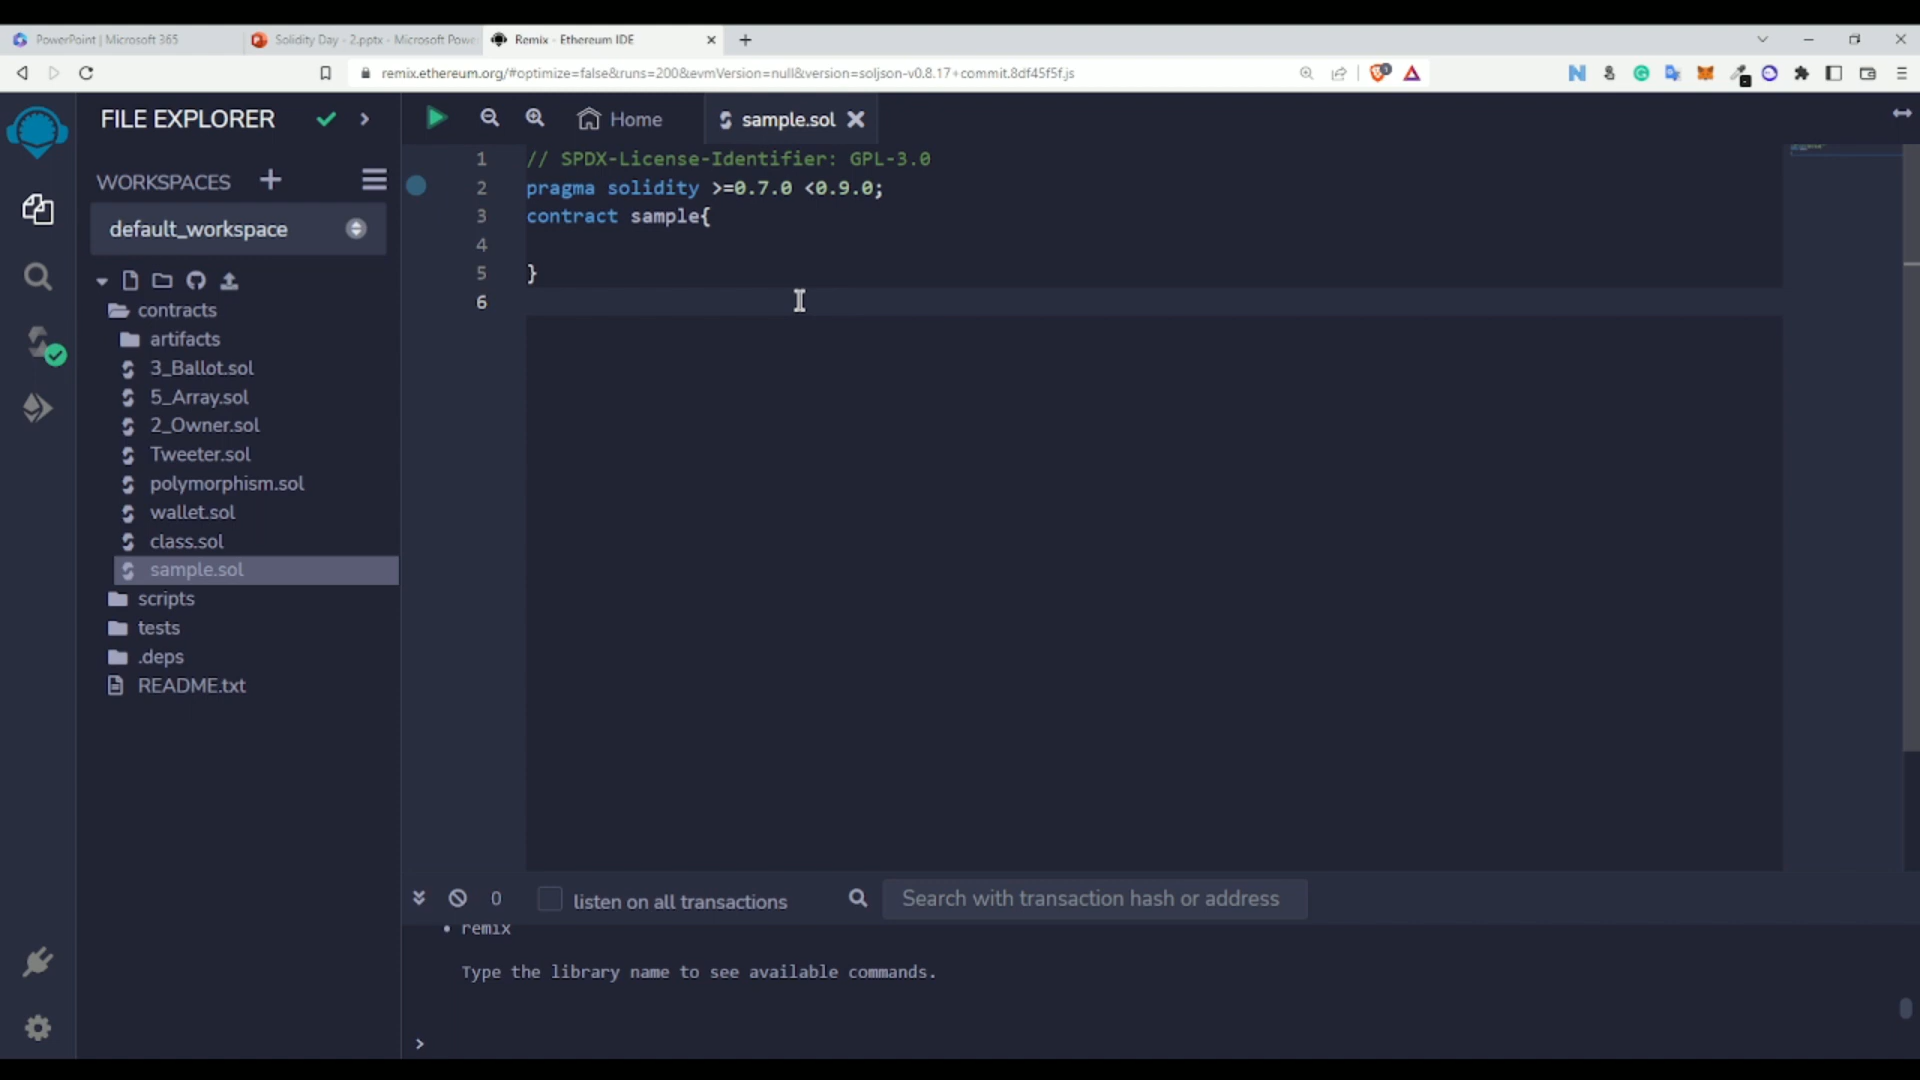 PowerPoint | Microsoft 365
Solidity Day - 2.pptx - Microsoft Powe
Remix - Ethereum IDE
remix.ethereum.org/#optimize=false&runs=200&evmVersion=null&version=soljson-v0.8.17+commit.8df45f5f.js
FILE EXPLORER
Home
sample.sol
WORKSPACES
default_workspace
contracts
artifacts
3_Ballot.sol
5_Array.sol
2_Owner.sol
Tweeter.sol
polymorphism.sol
wallet.sol
class.sol
sample.sol
scripts
tests
.deps
README.txt
1 // SPDX-License-Identifier: GPL-3.0
2 pragma solidity >=0.7.0 <0.9.0;
3 contract sample{
4
5 }
6
0 listen on all transactions Search with transaction hash or address
• remix
Type the library name to see available commands.
>